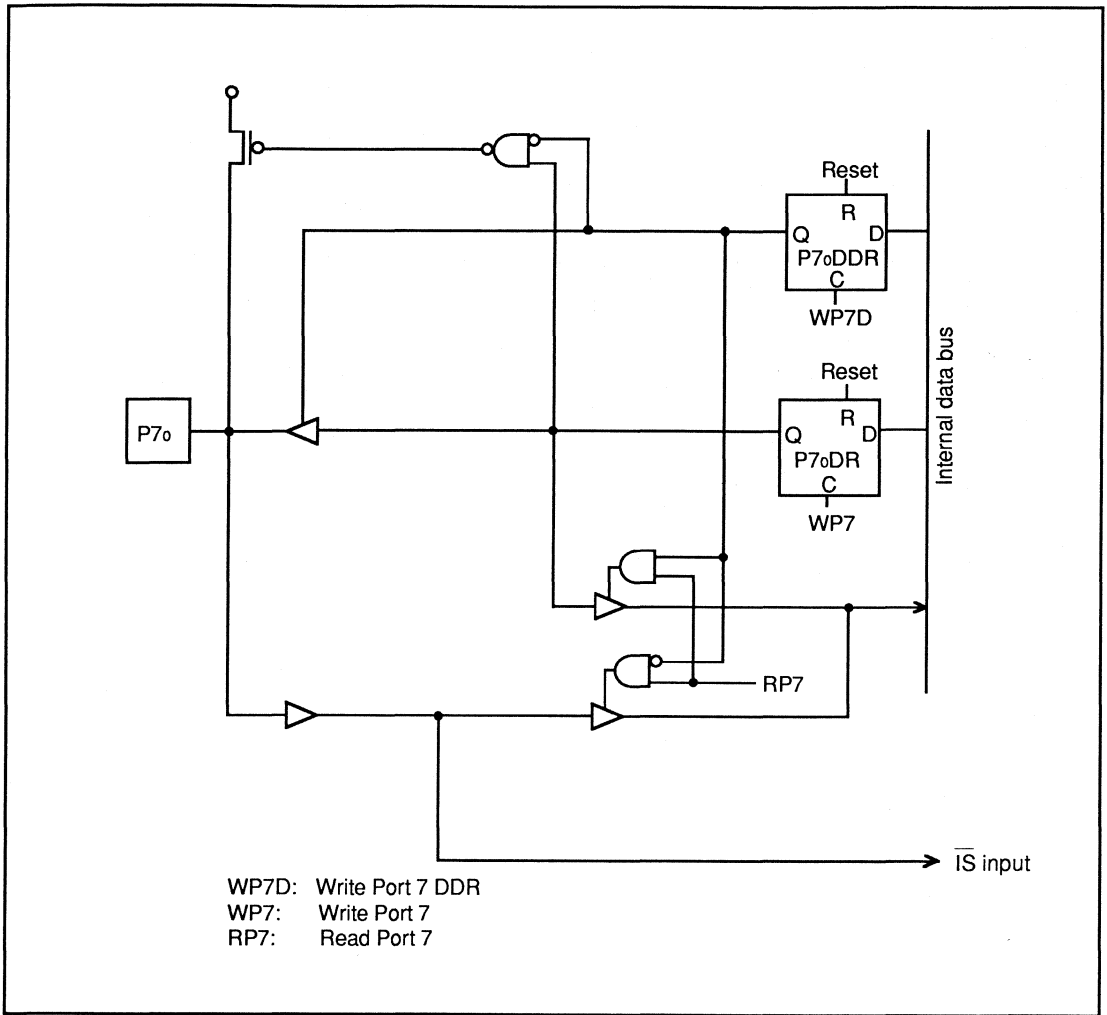 Reset
R
Q D
P7₀DDR
C
WP7D
Internal data bus
Reset
R
P7₀
Q D
P7₀DR
C
WP7
RP7
I̅S̅ input
WP7D: Write Port 7 DDR
WP7: Write Port 7
RP7: Read Port 7